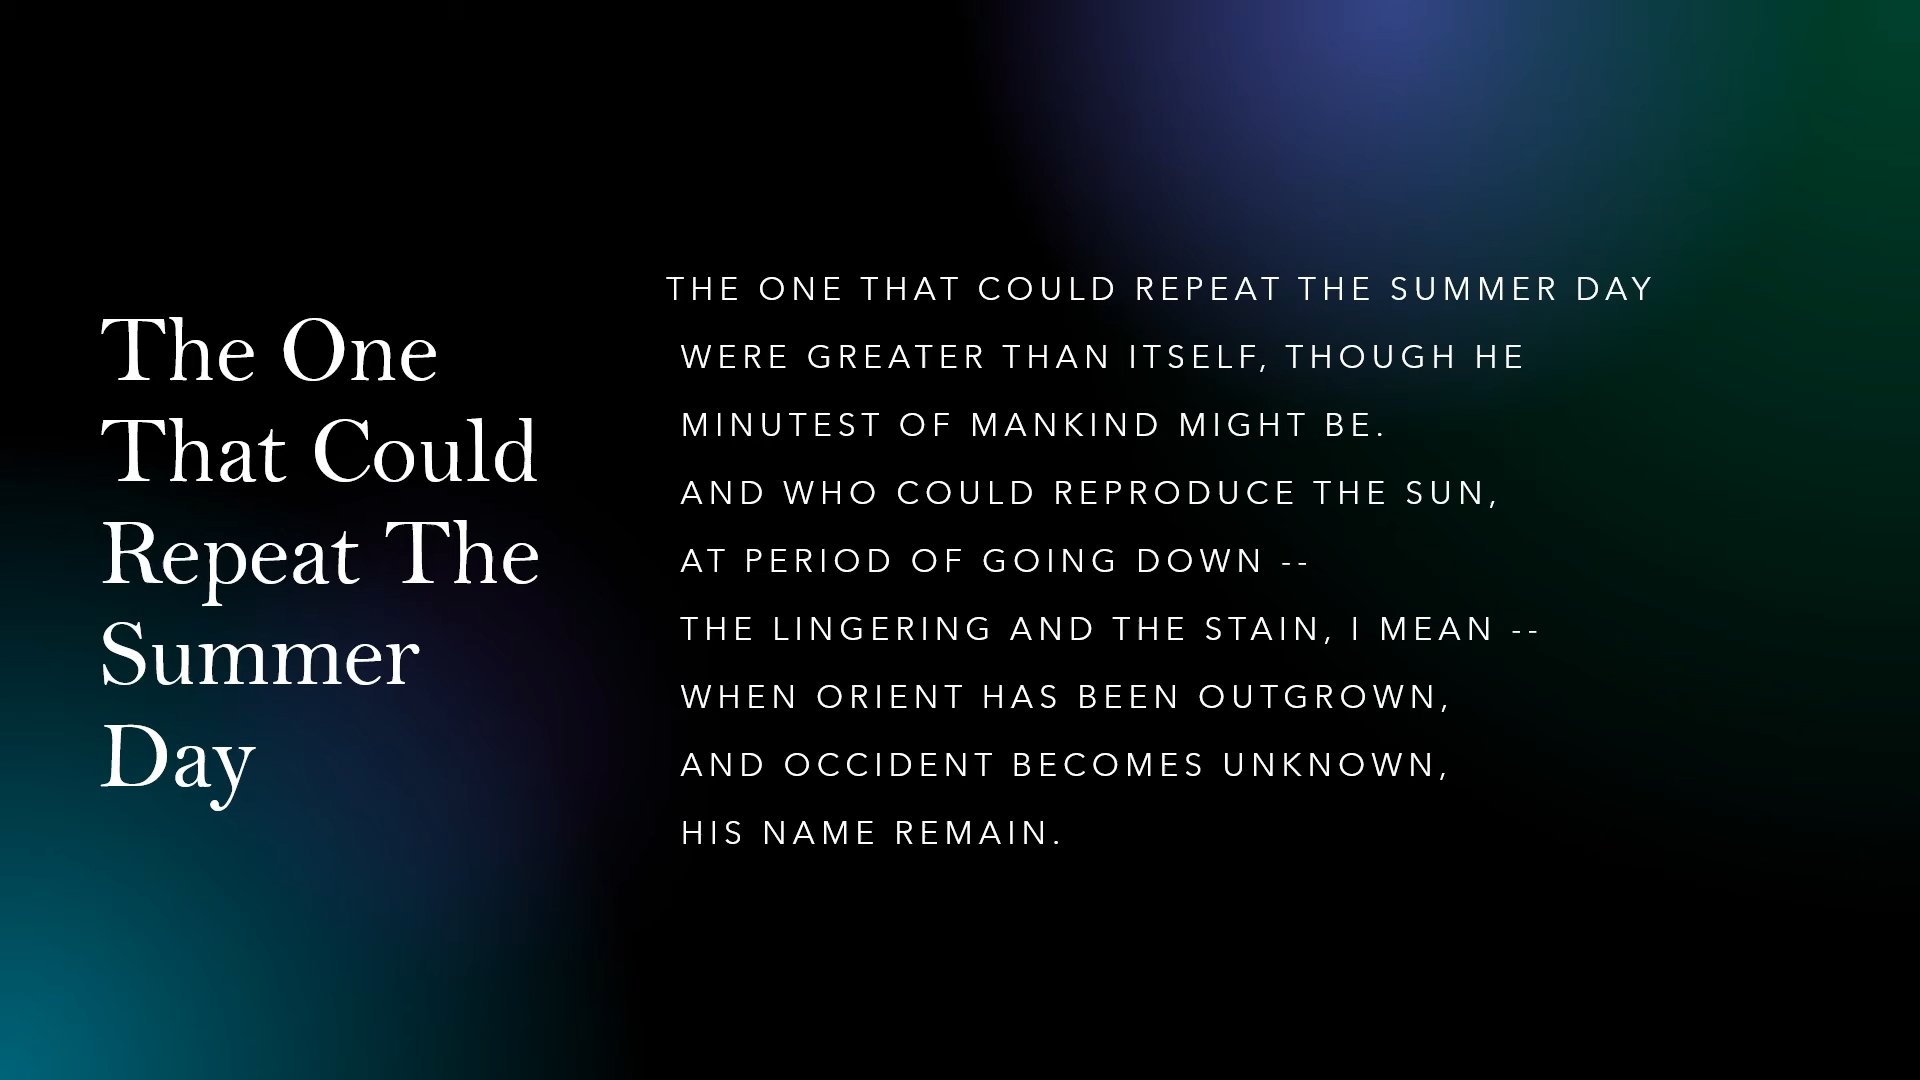 The One
That Could
Repeat The
Summer
Day
THE ONE THAT COULD REPEAT THE SUMMER DAY
WERE GREATER THAN ITSELF, THOUGH HE
MINUTEST OF MANKIND MIGHT BE.
AND WHO COULD REPRODUCE THE SUN,
AT PERIOD OF GOING DOWN --
THE LINGERING AND THE STAIN, I MEAN --
WHEN ORIENT HAS BEEN OUTGROWN,
AND OCCIDENT BECOMES UNKNOWN,
HIS NAME REMAIN.